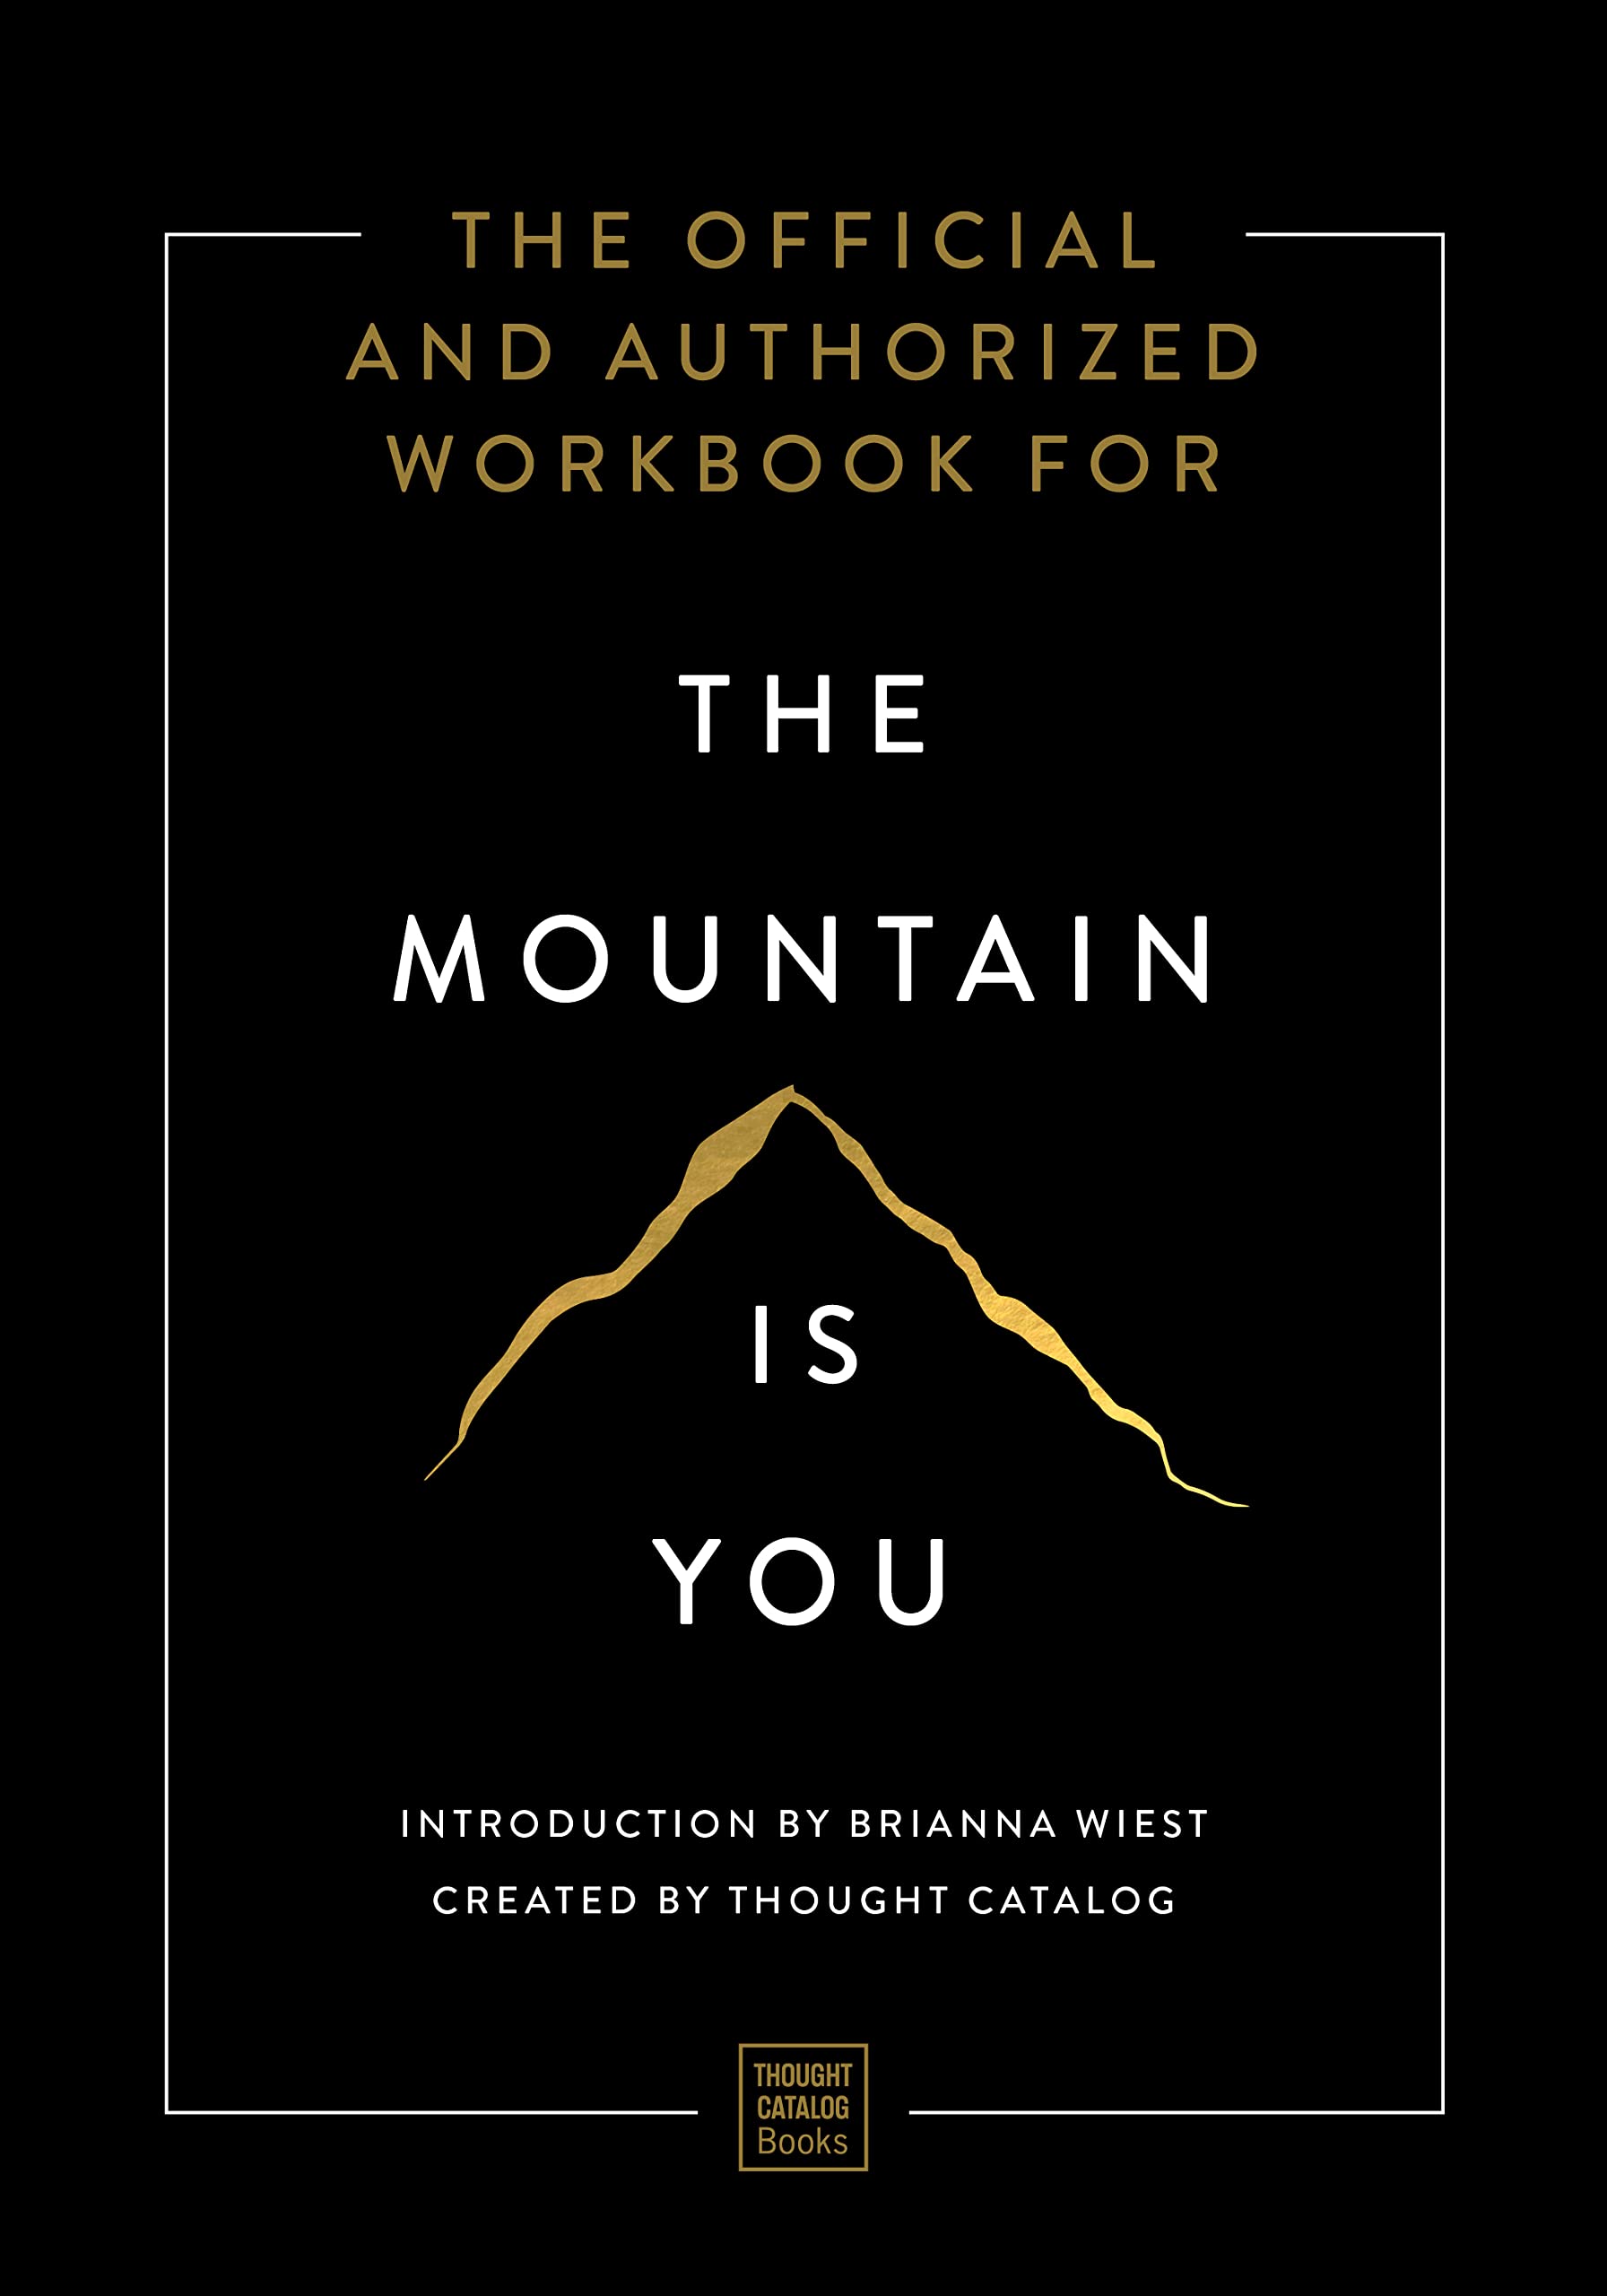 THE OFFICIAL
AND AUTHORIZED
WORKBOOK FOR
THE
MOUNTAIN
IS
YOU
INTRODUCTION BY BRIANNA WIEST
CREATED BY THOUGHT CATALOG
THOUGHT
CATALOG
Books